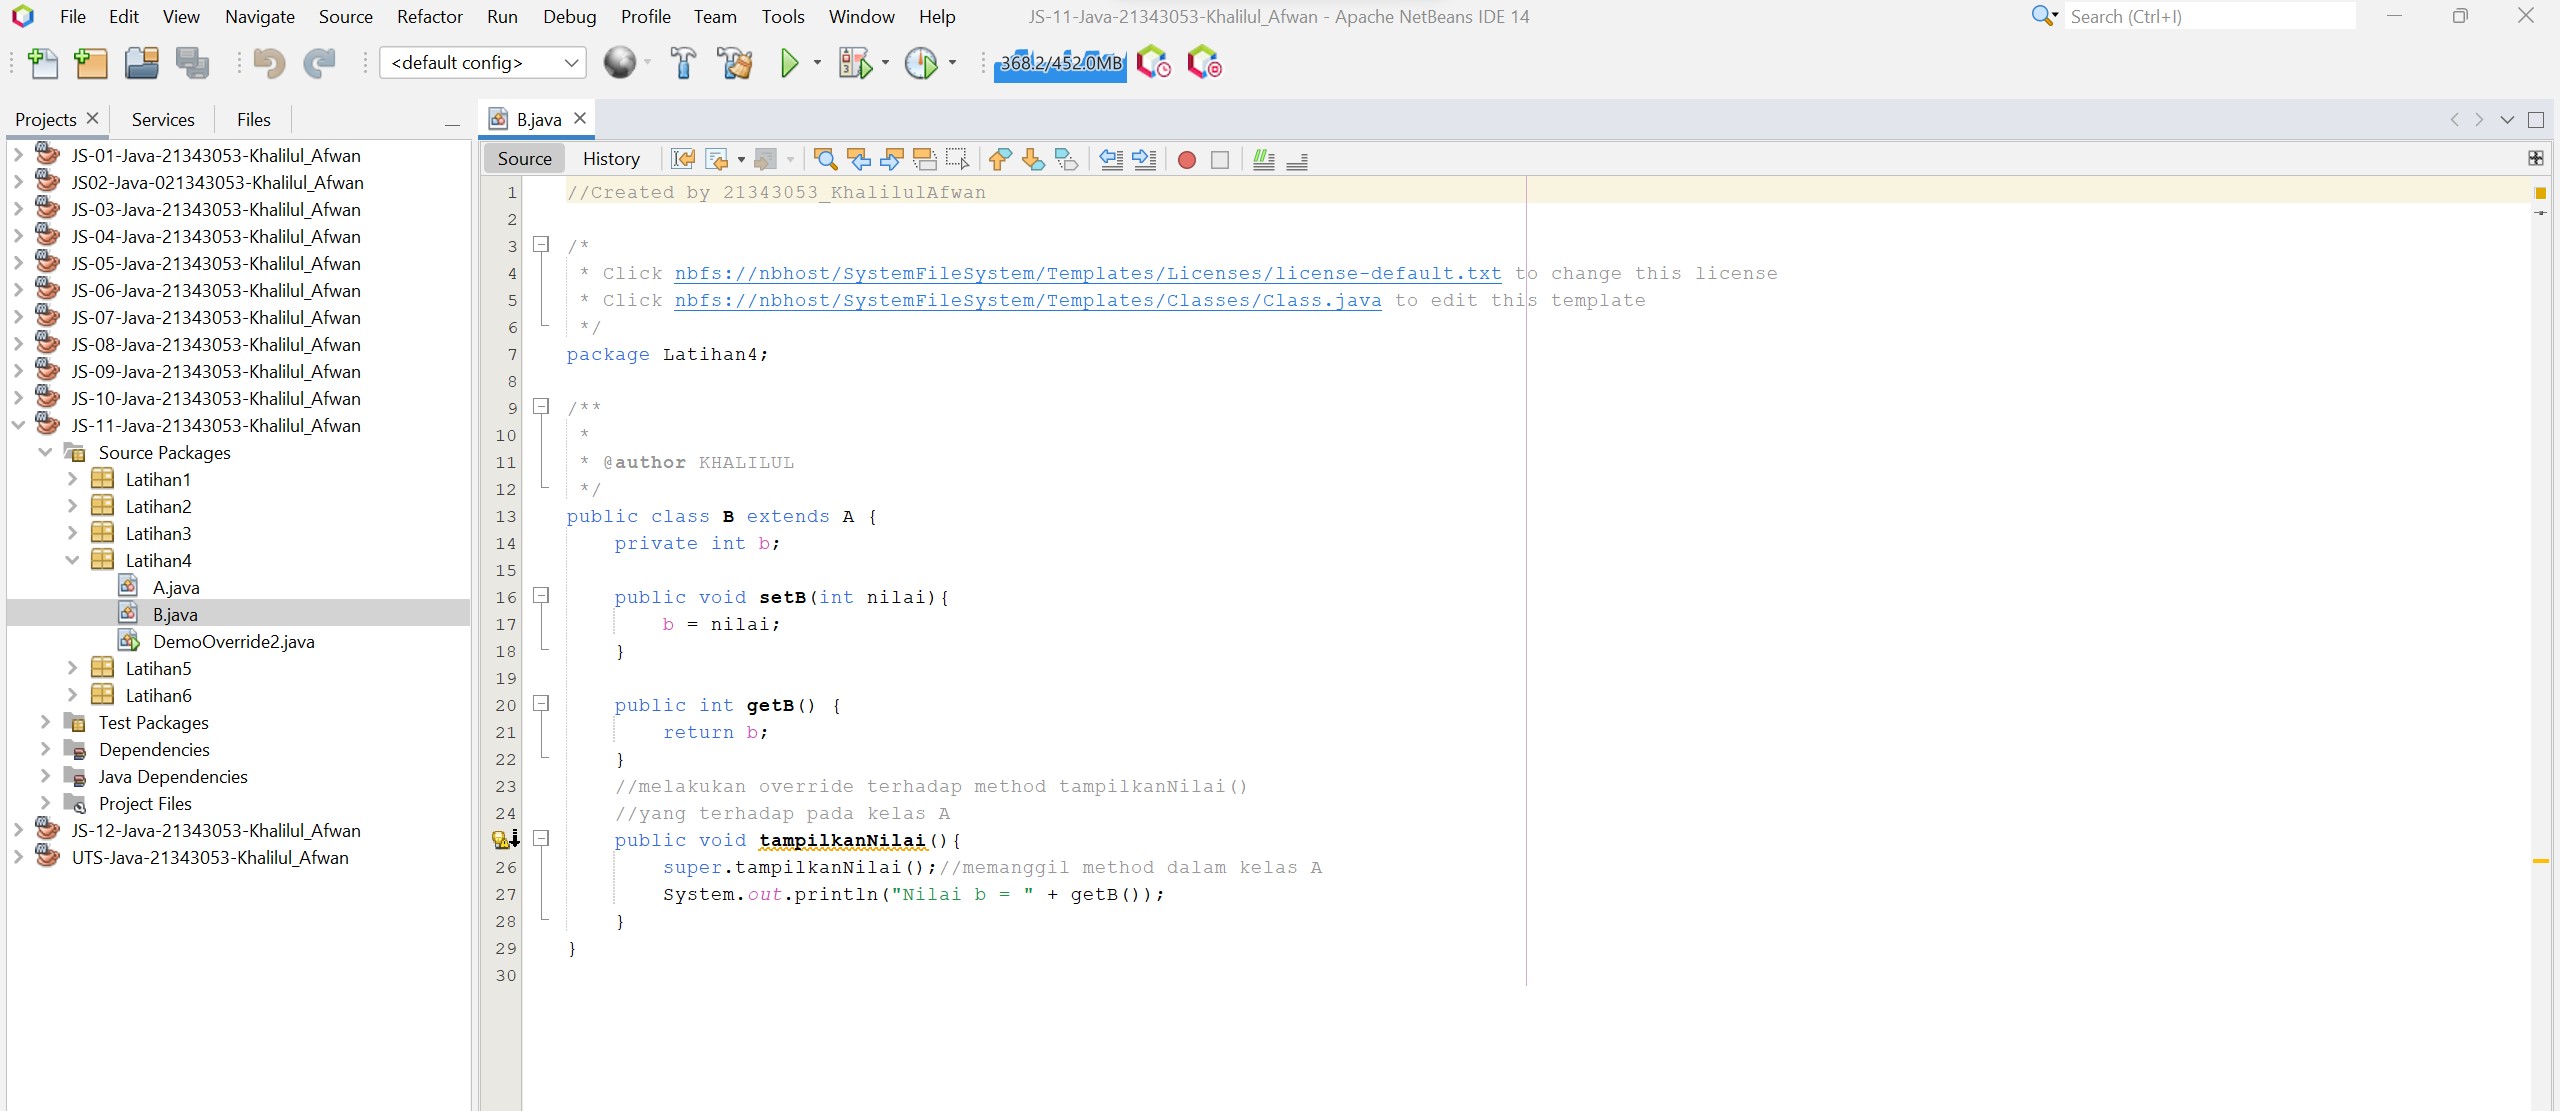 File Edit View Navigate Source Refactor Run Debug Profile Team Tools Window Help
JS-11-Java-21343053-Khalilul_Afwan - Apache NetBeans IDE 14
Search (Ctrl+I)
<default config>
368.2/452.0MB
Projects Services Files
JS-01-Java-21343053-Khalilul_Afwan
JS02-Java-021343053-Khalilul_Afwan
JS-03-Java-21343053-Khalilul_Afwan
JS-04-Java-21343053-Khalilul_Afwan
JS-05-Java-21343053-Khalilul_Afwan
JS-06-Java-21343053-Khalilul_Afwan
JS-07-Java-21343053-Khalilul_Afwan
JS-08-Java-21343053-Khalilul_Afwan
JS-09-Java-21343053-Khalilul_Afwan
JS-10-Java-21343053-Khalilul_Afwan
JS-11-Java-21343053-Khalilul_Afwan
Source Packages
Latihan1
Latihan2
Latihan3
Latihan4
A.java
B.java
DemoOverride2.java
Latihan5
Latihan6
Test Packages
Dependencies
Java Dependencies
Project Files
JS-12-Java-21343053-Khalilul_Afwan
UTS-Java-21343053-Khalilul_Afwan
B.java
Source History
1 //Created by 21343053_KhalilulAfwan
2
3 /*
4 * Click nbfs://nbhost/SystemFileSystem/Templates/Licenses/license-default.txt to change this license
5 * Click nbfs://nbhost/SystemFileSystem/Templates/Classes/Class.java to edit this template
6 */
7 package Latihan4;
8
9 /**
10 *
11 * @author KHALILUL
12 */
13 public class B extends A {
14 private int b;
15
16 public void setB(int nilai){
17 b = nilai;
18 }
19
20 public int getB() {
21 return b;
22 }
23 //melakukan override terhadap method tampilkanNilai()
24 //yang terhadap pada kelas A
public void tampilkanNilai(){
26 super.tampilkanNilai();//memanggil method dalam kelas A
27 System.out.println("Nilai b = " + getB());
28 }
29 }
30